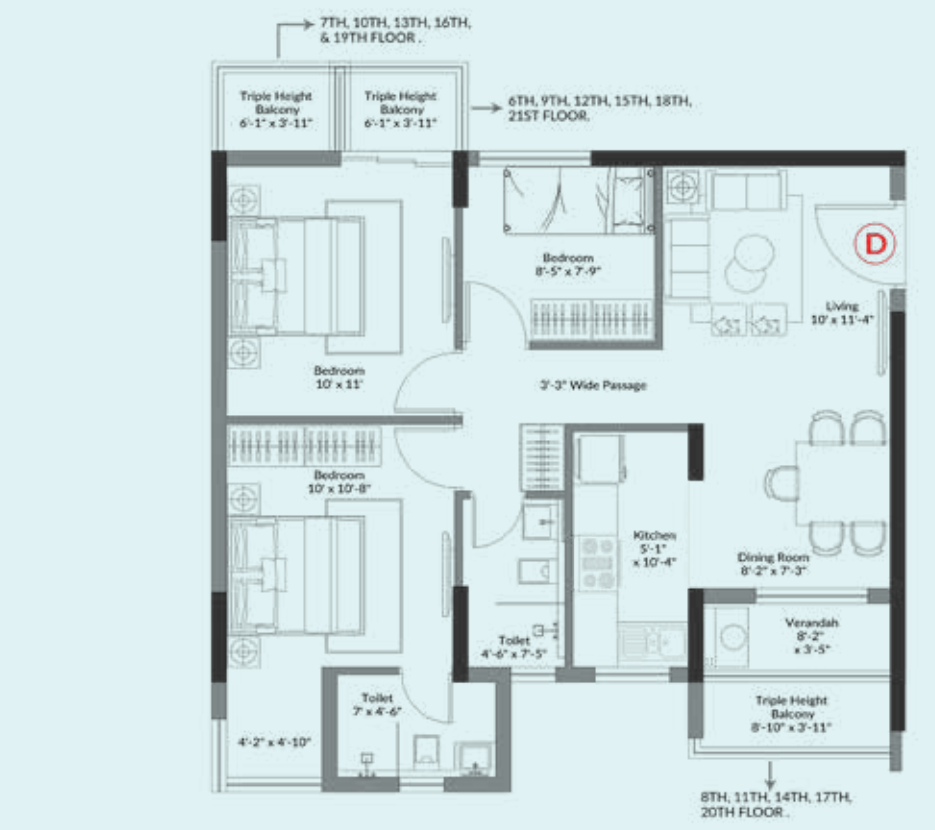 7TH, 10TH, 13TH, 16TH,
& 19TH FLOOR .
Triple Height
Balcony
6'-1" x 3'-11"
Triple Height
Balcony
6'-1" x 3'-11"
6TH, 9TH, 12TH, 15TH, 18TH,
21ST FLOOR.
Bedroom
8'-5" x 7'-9"
D
Living
10' x 11'-4"
Bedroom
10' x 11'
3'-3" Wide Passage
Bedroom
10' x 10'-8"
Kitchen
5'-1"
x 10'-4"
Dining Room
8'-2" x 7'-3"
Toilet
4'-6" x 7'-5"
Verandah
8'-2"
x 3'-5"
Toilet
7' x 4'-6"
4'-2" x 4'-10"
Triple Height
Balcony
8'-10" x 3'-11"
8TH, 11TH, 14TH, 17TH,
20TH FLOOR .